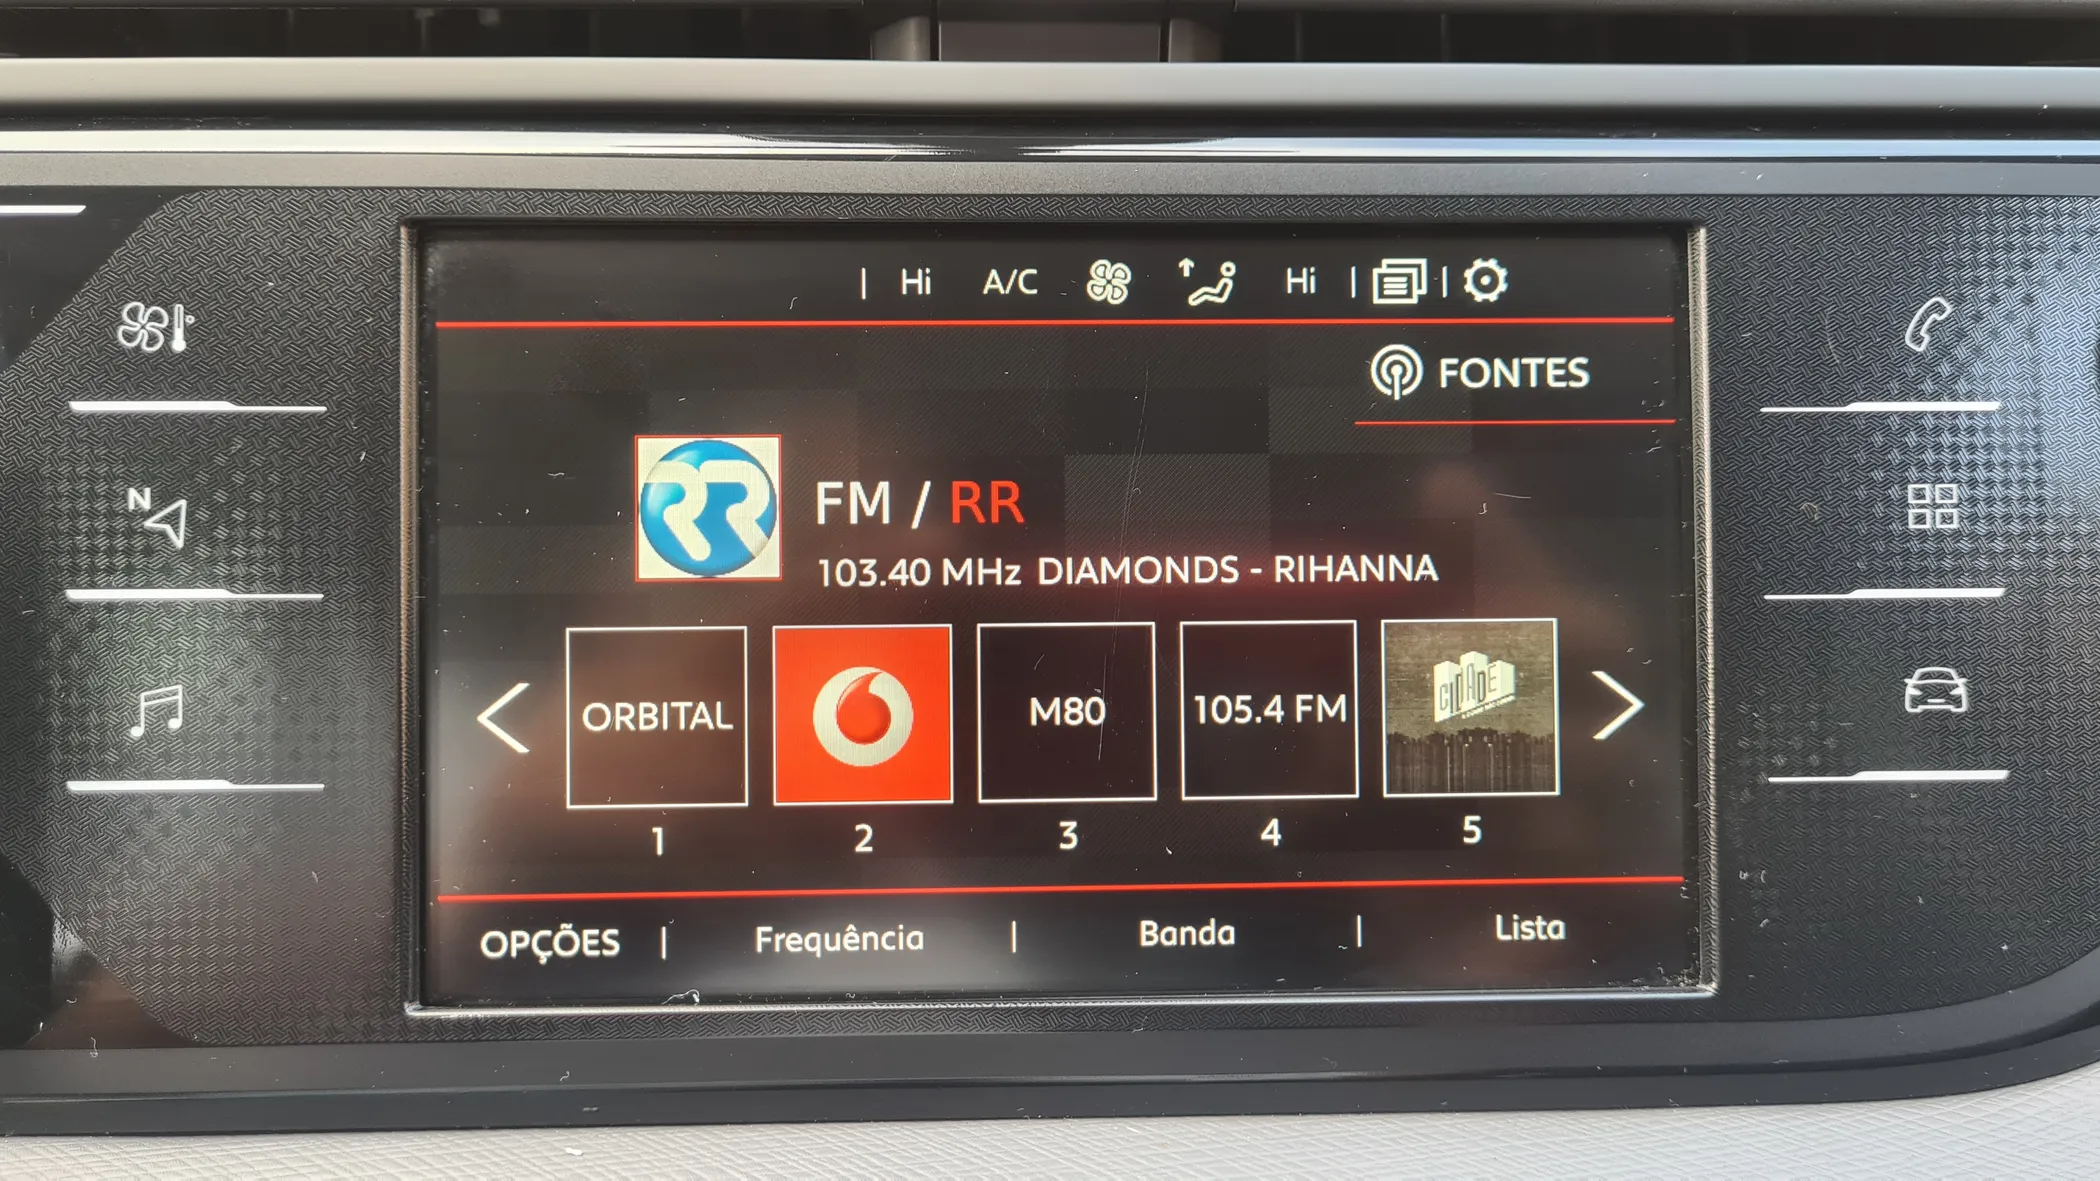 | Hi A/C Hi | |
FONTES
RR
FM / RR
103.40 MHz DIAMONDS - RIHANNA
N
ORBITAL
M80
105.4 FM
CIDADE
1
2
3
4
5
OPÇÕES | Frequência | Banda | Lista